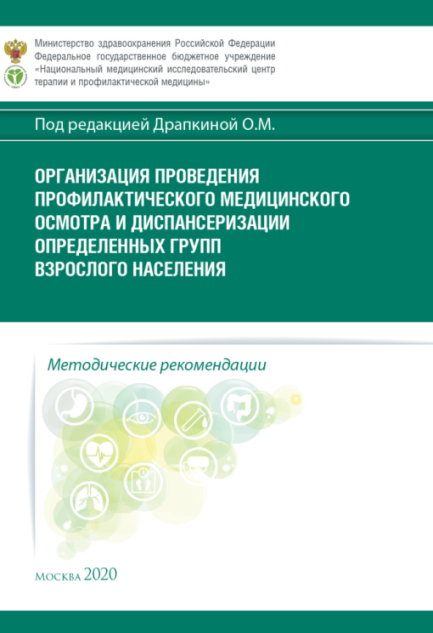 Министерство здравоохранения Российской Федерации
Федеральное государственное бюджетное учреждение
«Национальный медицинский исследовательский центр
терапии и профилактической медицины»
Под редакцией Драпкиной О.М.
ОРГАНИЗАЦИЯ ПРОВЕДЕНИЯ
ПРОФИЛАКТИЧЕСКОГО МЕДИЦИНСКОГО
ОСМОТРА И ДИСПАНСЕРИЗАЦИИ
ОПРЕДЕЛЕННЫХ ГРУПП
ВЗРОСЛОГО НАСЕЛЕНИЯ
Методические рекомендации
Москва 2020